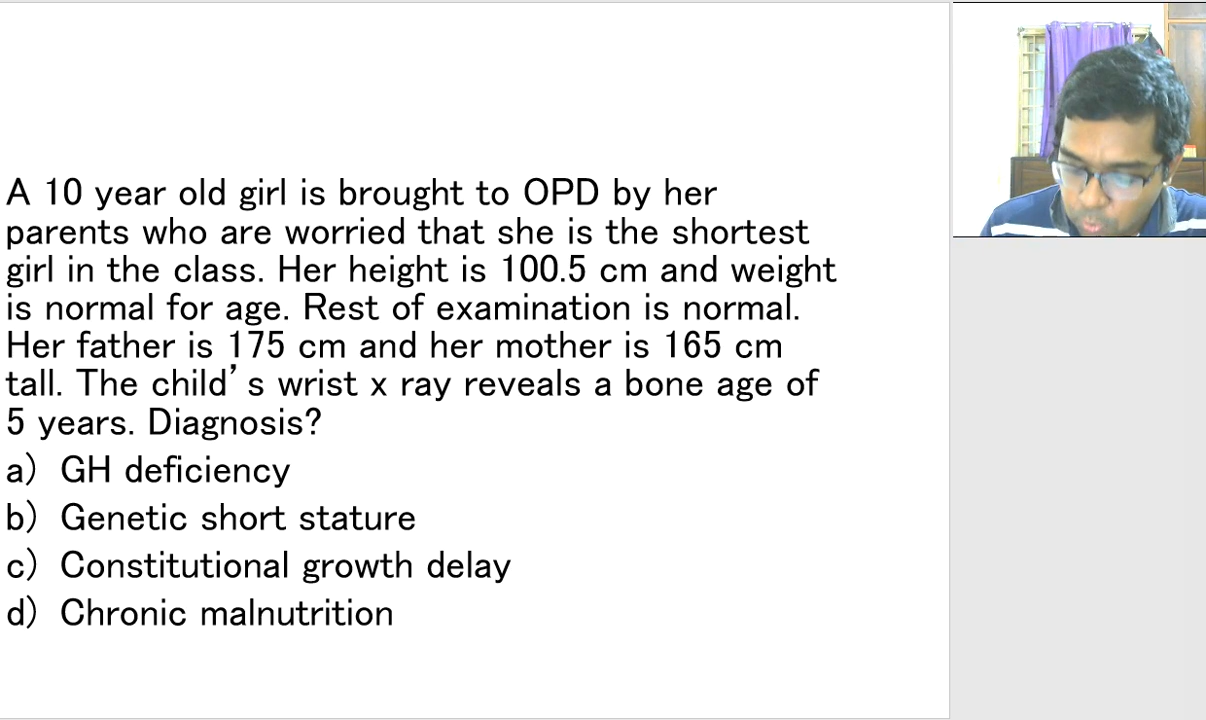 A 10 year old girl is brought to OPD by her
parents who are worried that she is the shortest
girl in the class. Her height is 100.5 cm and weight
is normal for age. Rest of examination is normal.
Her father is 175 cm and her mother is 165 cm
tall. The child’s wrist x ray reveals a bone age of
5 years. Diagnosis?
a) GH deficiency
b) Genetic short stature
c) Constitutional growth delay
d) Chronic malnutrition